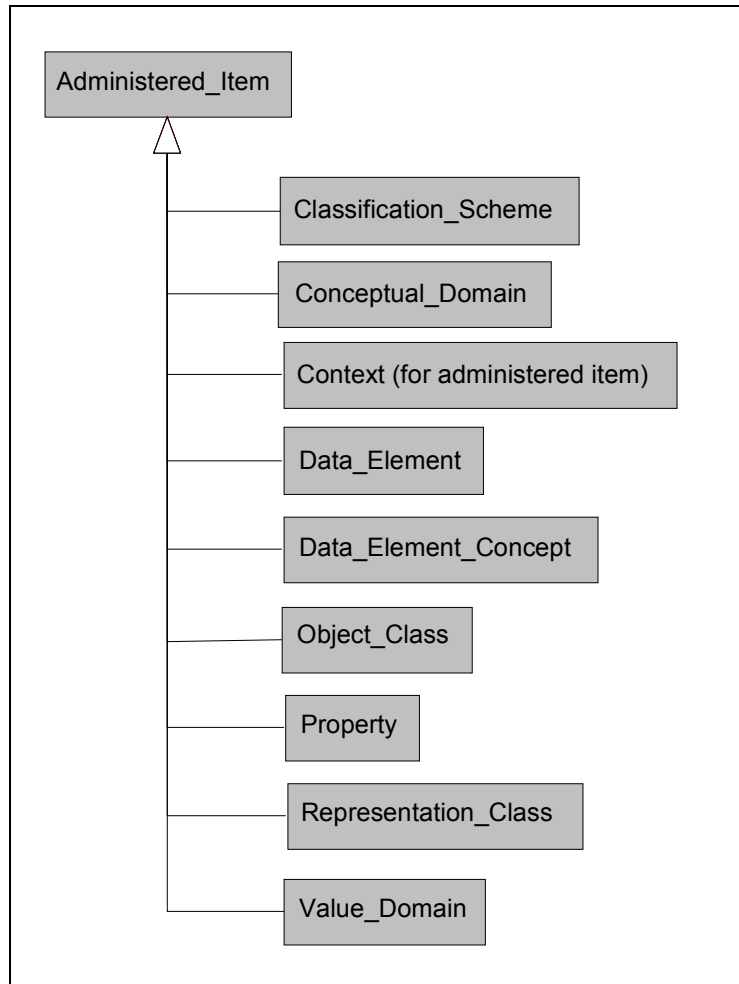 Administered_Item
Classification_Scheme
Conceptual_Domain
Context (for administered item)
Data_Element
Data_Element_Concept
Object_Class
Property
Representation_Class
Value_Domain